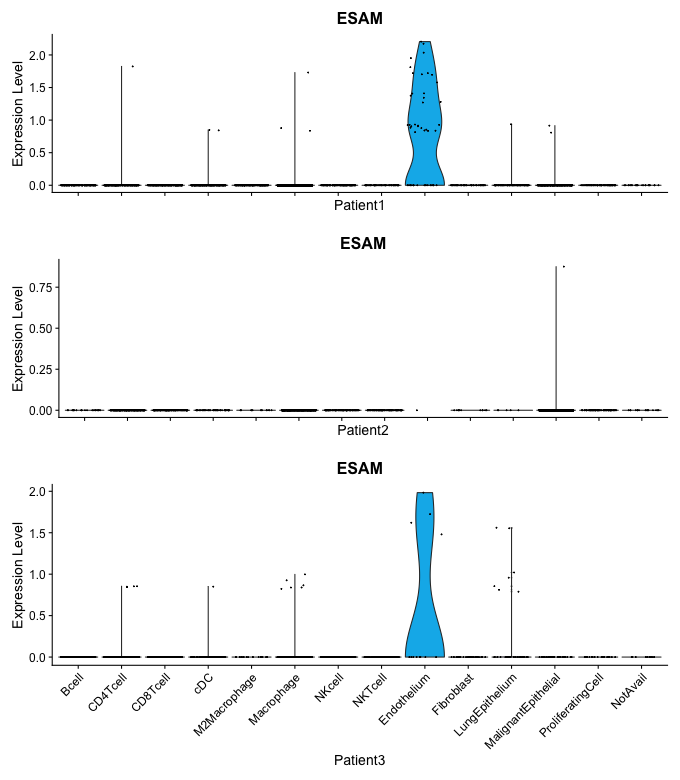 ESAM
Expression Level
2.0
1.5
1.0
0.5
0.0
Patient1
ESAM
Expression Level
0.75
0.50
0.25
0.00
Patient2
ESAM
Expression Level
2.0
1.5
1.0
0.5
0.0
Bcell
CD4Tcell
CD8Tcell
cDC
M2Macrophage
Macrophage
NKcell
NKTcell
Endothelium
Fibroblast
LungEpithelium
MalignantEpithelial
ProliferatingCell
NotAvail
Patient3